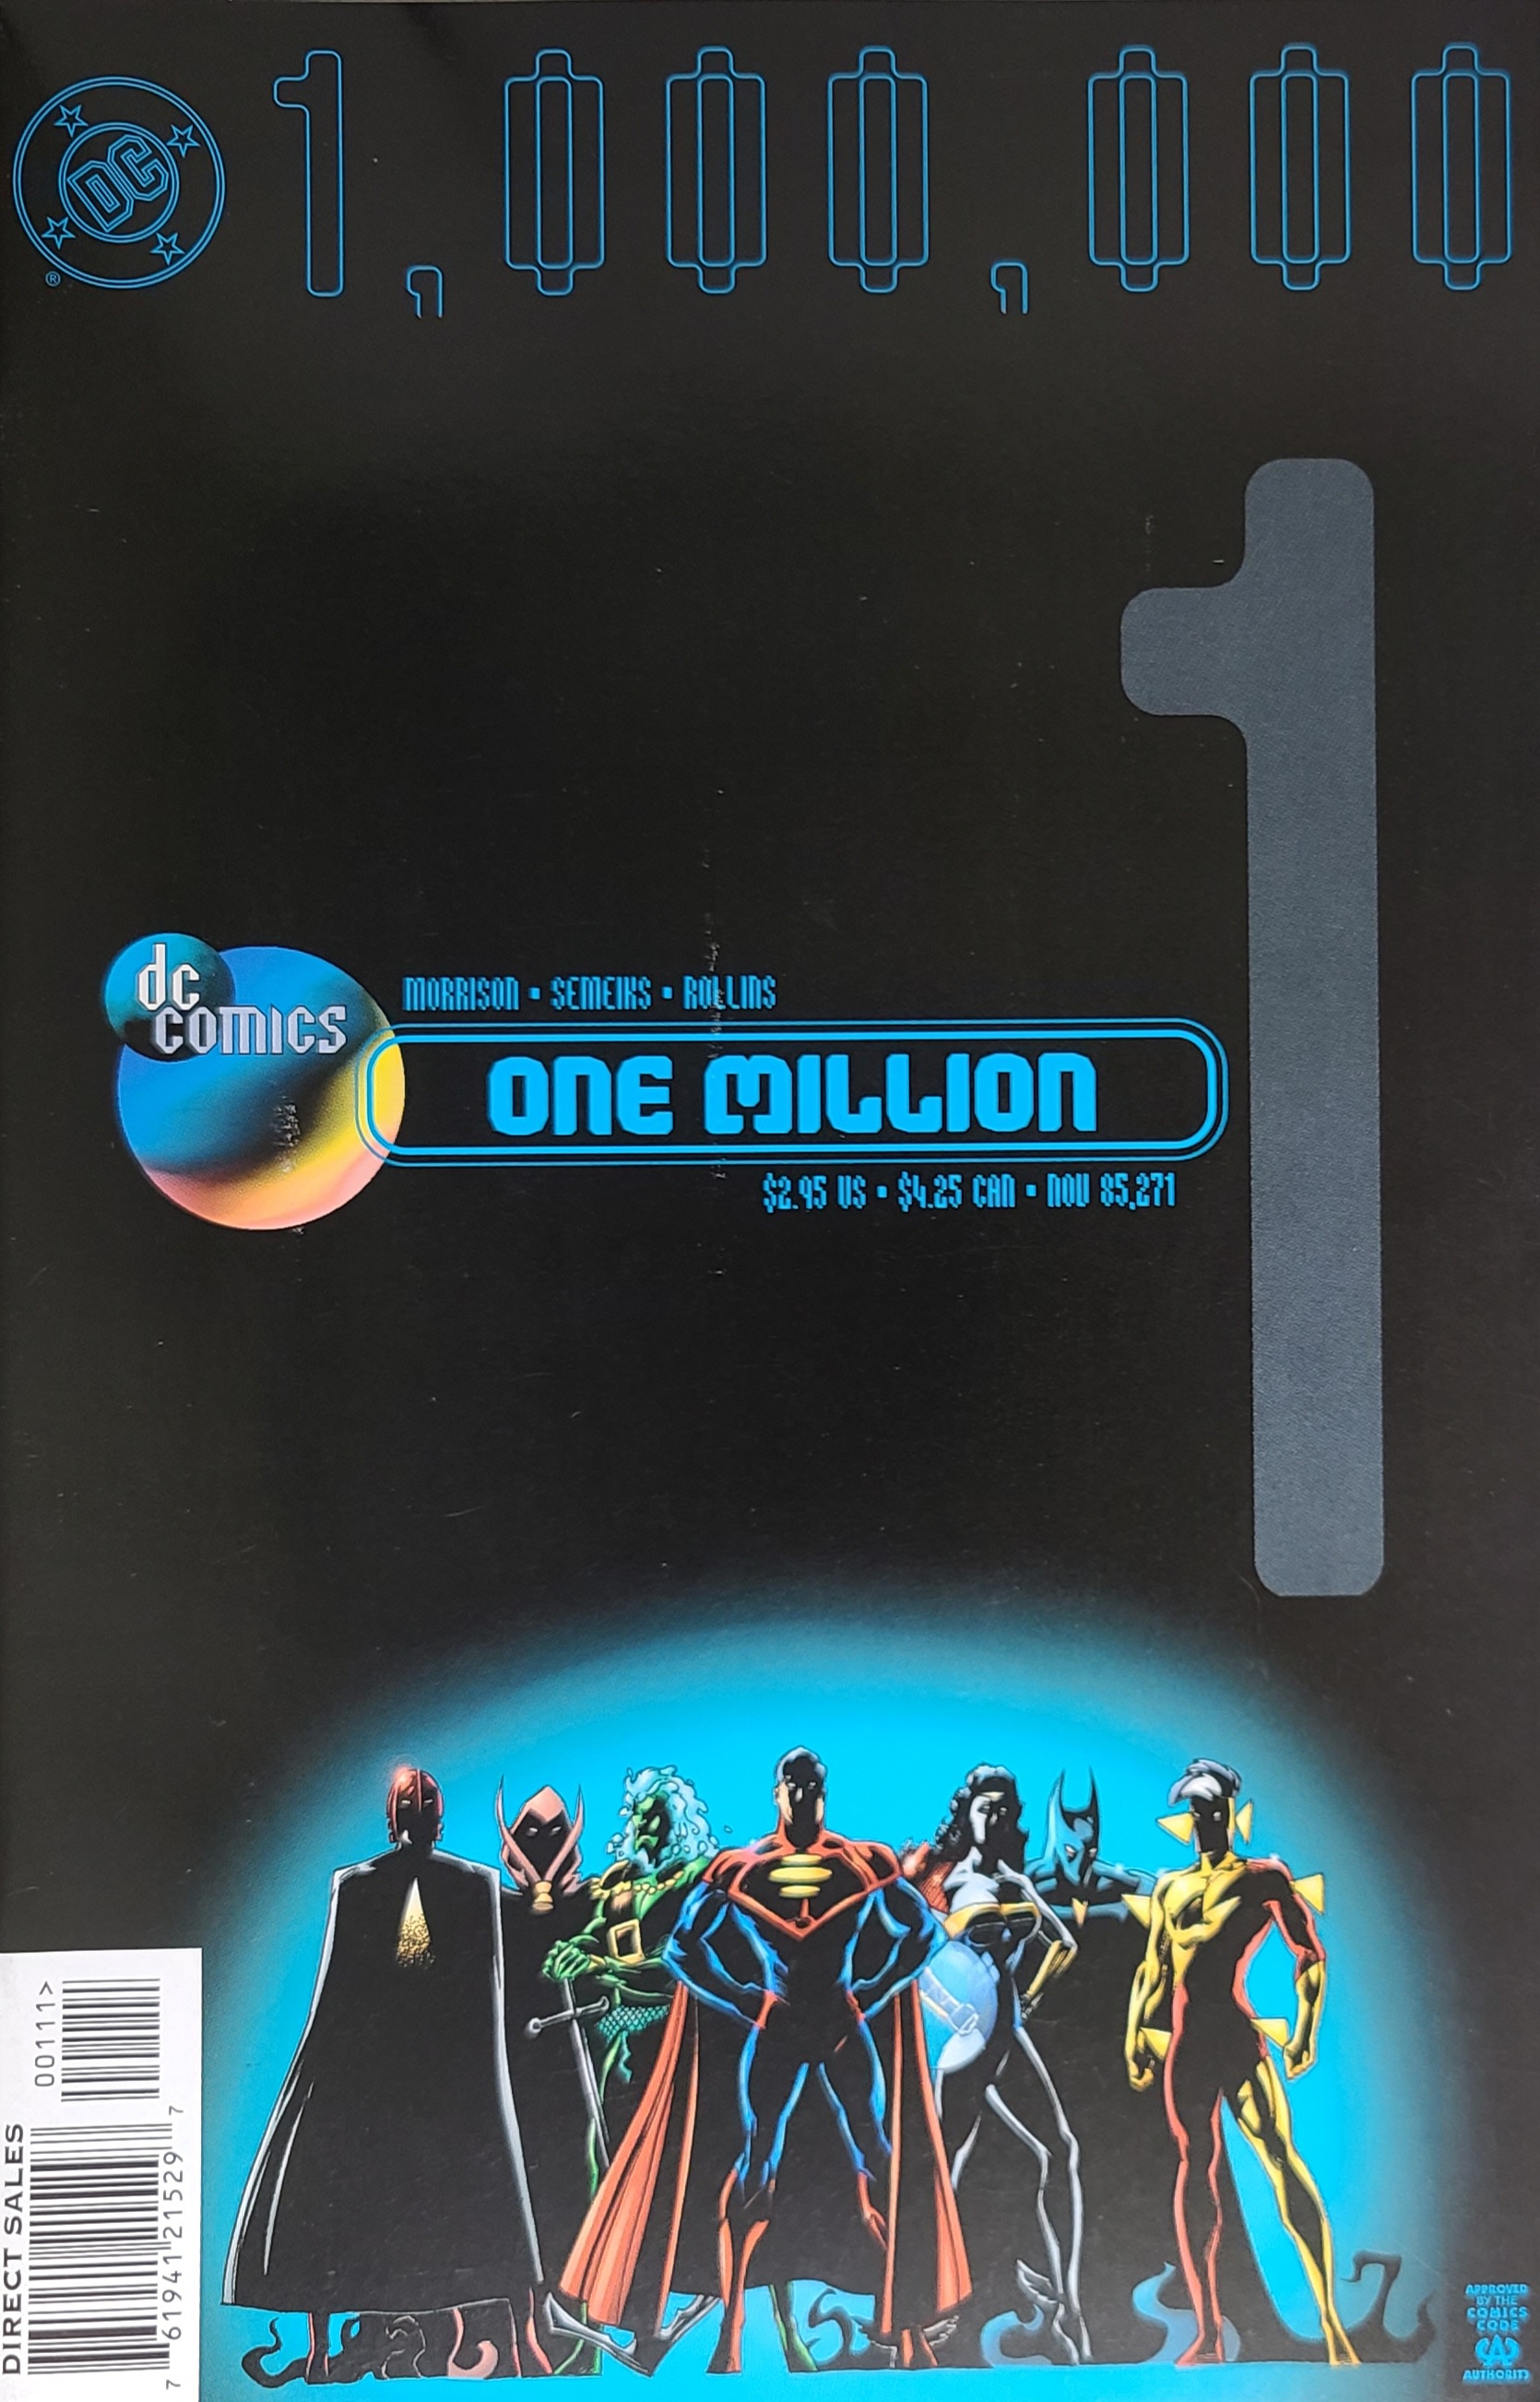 DC
®
1,000,000
1
dc
COMICS
MORRISON • SEMEIKS • ROLLINS
ONE MILLION
$2.95 US • $4.25 CAN • NOV 85,271
DIRECT SALES
00111>
7 61941 21529 7
APPROVED
BY THE
COMICS
CODE
CA
AUTHORITY